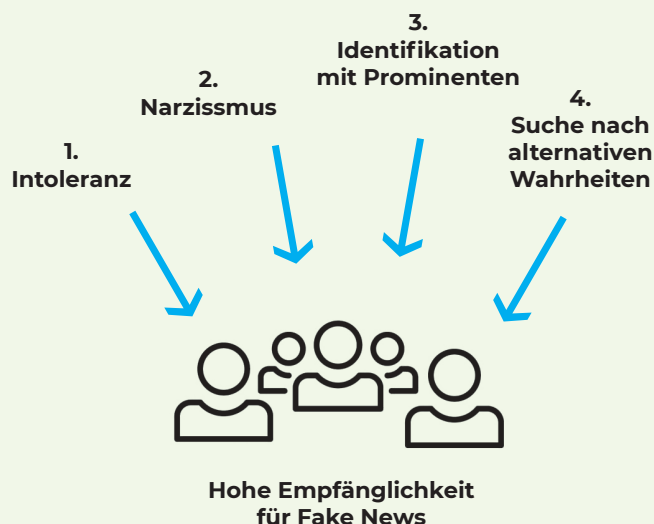 1.
Intoleranz
2.
Narzissmus
3.
Identifikation
mit Prominenten
4.
Suche nach
alternativen
Wahrheiten
Hohe Empfänglichkeit
für Fake News